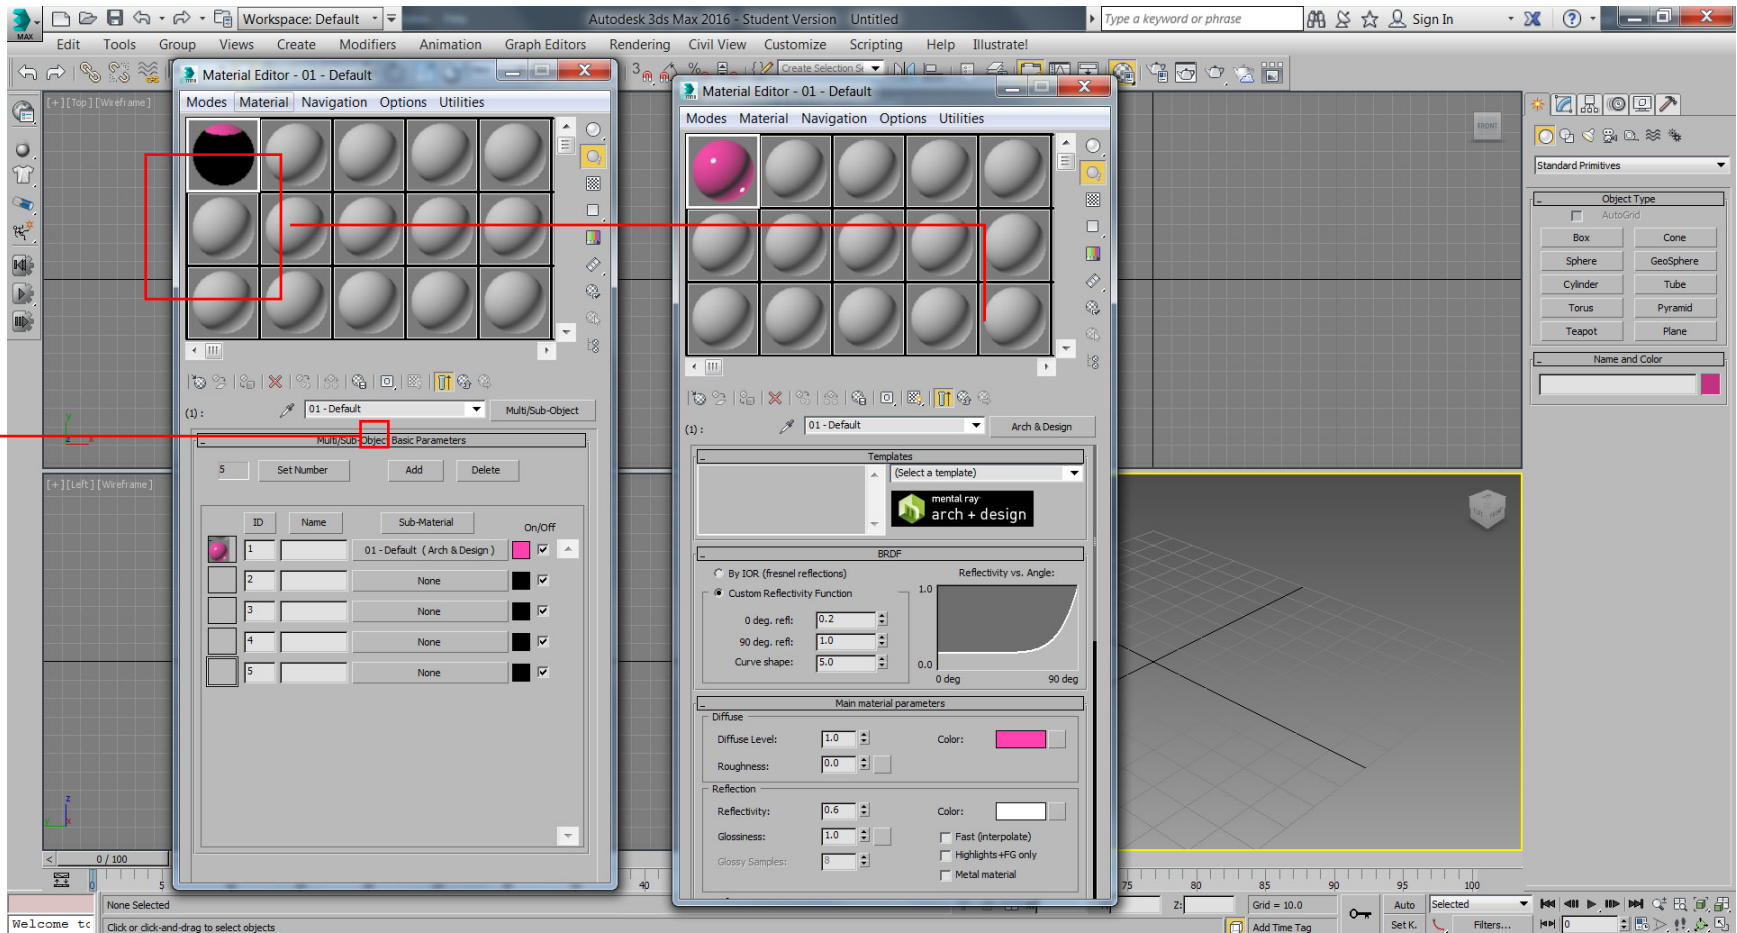 Workspace: Default
Autodesk 3ds Max 2016 - Student Version Untitled
Type a keyword or phrase
Sign In
MAX
Edit Tools Group Views Create Modifiers Animation Graph Editors Rendering Civil View Customize Scripting Help Illustrate!
3
Create Selection Se
[+][Top][Wireframe]
FRONT
Material Editor - 01 - Default
Modes Material Navigation Options Utilities
(1) :
01 - Default
Multi/Sub-Object
Multi/Sub-Object Basic Parameters
5
Set Number
Add
Delete
ID
Name
Sub-Material
On/Off
1
01 - Default ( Arch & Design )
2
None
3
None
4
None
5
None
Material Editor - 01 - Default
Modes Material Navigation Options Utilities
(1) :
01 - Default
Arch & Design
Templates
(Select a template)
mental ray
arch + design
BRDF
By IOR (fresnel reflections)
Custom Reflectivity Function
0 deg. refl: 0.2
90 deg. refl: 1.0
Curve shape: 5.0
Reflectivity vs. Angle:
1.0
0.0
0 deg
90 deg
Main material parameters
Diffuse
Diffuse Level: 1.0
Color:
Roughness: 0.0
Reflection
Reflectivity: 0.6
Color:
Glossiness: 1.0
Fast (interpolate)
Glossy Samples: 8
Highlights+FG only
Metal material
Standard Primitives
Object Type
AutoGrid
Box
Cone
Sphere
GeoSphere
Cylinder
Tube
Torus
Pyramid
Teapot
Plane
Name and Color
y
z
x
[+][Left][Wireframe]
z
y
x
< 0 / 100
0
5
40
75
80
85
90
95
100
None Selected
Z:
Grid = 10.0
Auto
Selected
Welcome to
Click or click-and-drag to select objects
Add Time Tag
Set K.
Filters...
0